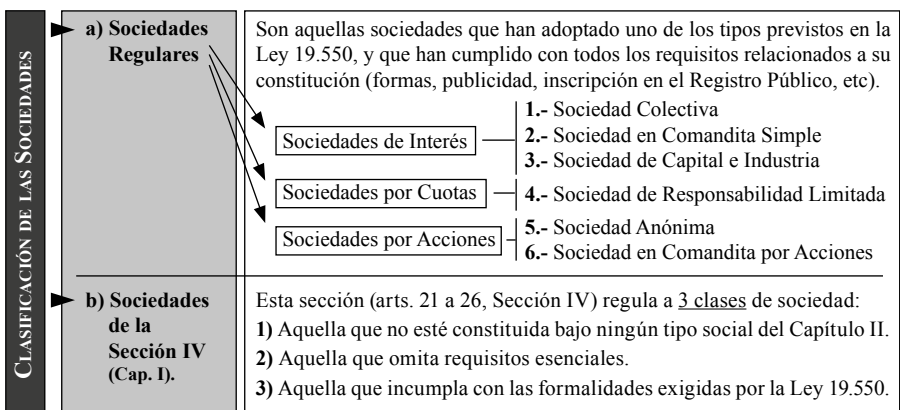 CLASIFICACIÓN DE LAS SOCIEDADES
a) Sociedades
Regulares
Son aquellas sociedades que han adoptado uno de los tipos previstos en la
Ley 19.550, y que han cumplido con todos los requisitos relacionados a su
constitución (formas, publicidad, inscripción en el Registro Público, etc).
Sociedades de Interés
1.- Sociedad Colectiva
2.- Sociedad en Comandita Simple
3.- Sociedad de Capital e Industria
Sociedades por Cuotas
4.- Sociedad de Responsabilidad Limitada
Sociedades por Acciones
5.- Sociedad Anónima
6.- Sociedad en Comandita por Acciones
b) Sociedades
de la
Sección IV
(Cap. I).
Esta sección (arts. 21 a 26, Sección IV) regula a 3 clases de sociedad:
1) Aquella que no esté constituida bajo ningún tipo social del Capítulo II.
2) Aquella que omita requisitos esenciales.
3) Aquella que incumpla con las formalidades exigidas por la Ley 19.550.